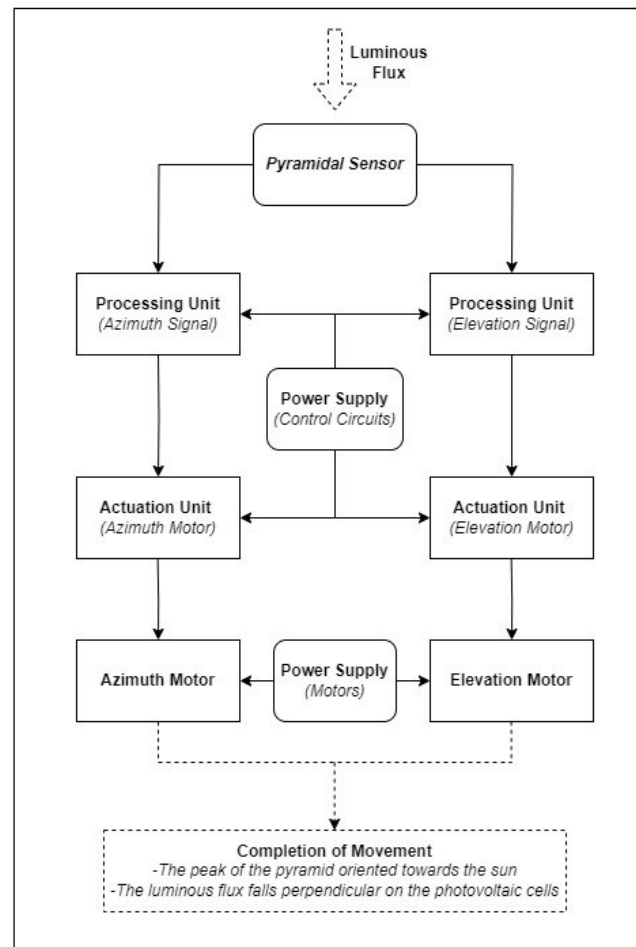 Luminous
Flux
Pyramidal Sensor
Processing Unit
(Azimuth Signal)
Processing Unit
(Elevation Signal)
Power Supply
(Control Circuits)
Actuation Unit
(Azimuth Motor)
Actuation Unit
(Elevation Motor)
Azimuth Motor
Power Supply
(Motors)
Elevation Motor
Completion of Movement
-The peak of the pyramid oriented towards the sun
-The luminous flux falls perpendicular on the photovoltaic cells